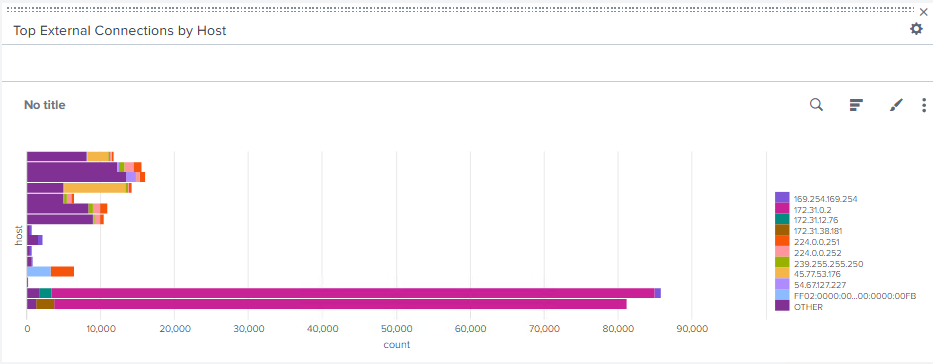 Top External Connections by Host
No title
host
0 10,000 20,000 30,000 40,000 50,000 60,000 70,000 80,000 90,000
count
169.254.169.254
172.31.0.2
172.31.12.76
172.31.38.181
224.0.0.251
224.0.0.252
239.255.255.250
45.77.53.176
54.67.127.227
FF02:0000:00...00:0000:00FB
OTHER